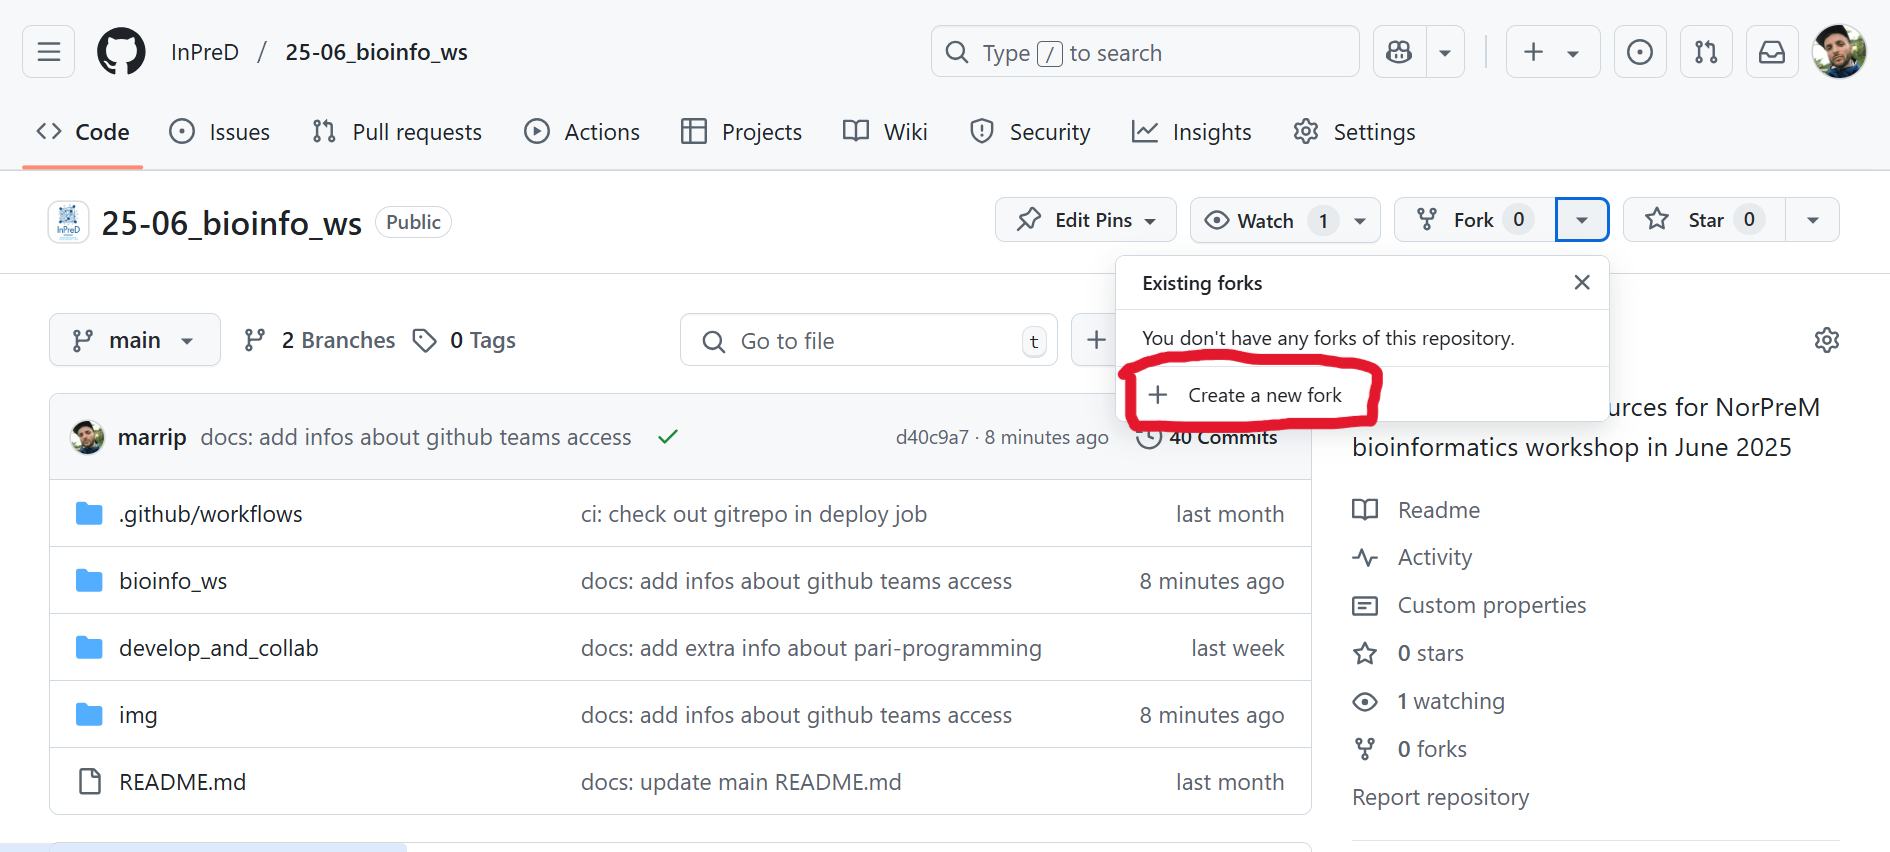 InPreD / 25-06_bioinfo_ws
Type / to search
Code
Issues
Pull requests
Actions
Projects
Wiki
Security
Insights
Settings
InPreD
25-06_bioinfo_ws
Public
Edit Pins
Watch 1
Fork 0
Star 0
Existing forks
You don't have any forks of this repository.
Create a new fork
main
2 Branches
0 Tags
Go to file
t
marrip docs: add infos about github teams access
d40c9a7 · 8 minutes ago
40 Commits
.github/workflows
ci: check out gitrepo in deploy job
last month
bioinfo_ws
docs: add infos about github teams access
8 minutes ago
develop_and_collab
docs: add extra info about pari-programming
last week
img
docs: add infos about github teams access
8 minutes ago
README.md
docs: update main README.md
last month
urces for NorPreM
bioinformatics workshop in June 2025
Readme
Activity
Custom properties
0 stars
1 watching
0 forks
Report repository